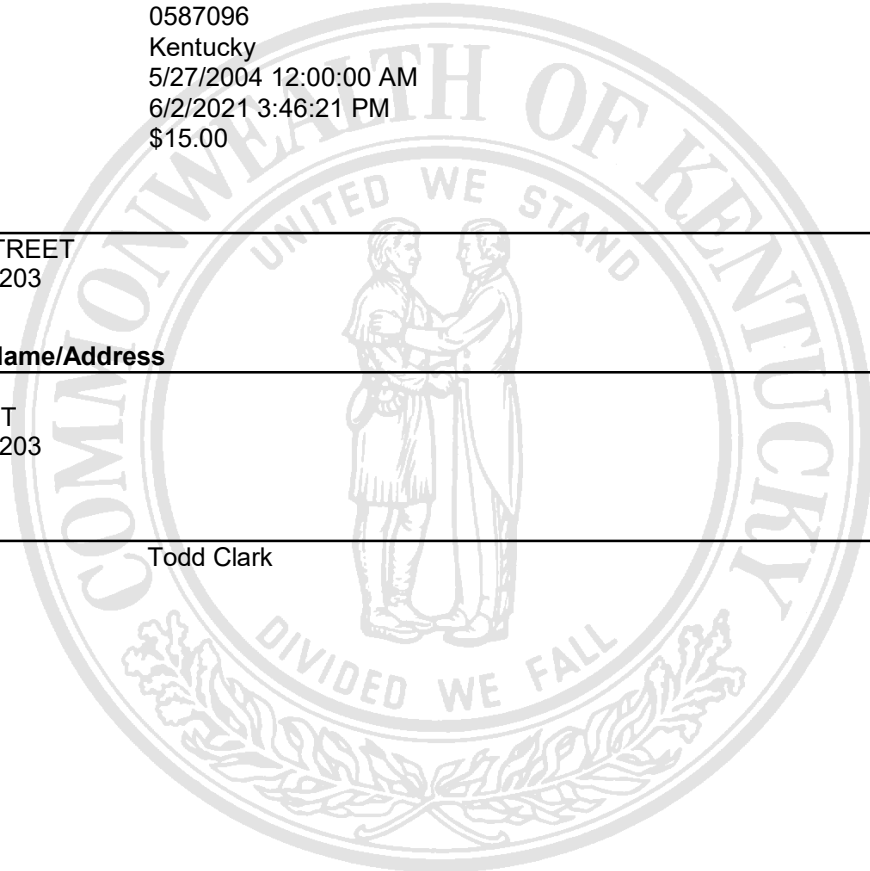 0587096
Kentucky
5/27/2004 12:00:00 AM
6/2/2021 3:46:21 PM
$15.00
COMMONWEALTH OF KENTUCKY
UNITED WE STAND
TREET
203
Name/Address
T
203
Todd Clark
DIVIDED WE FALL